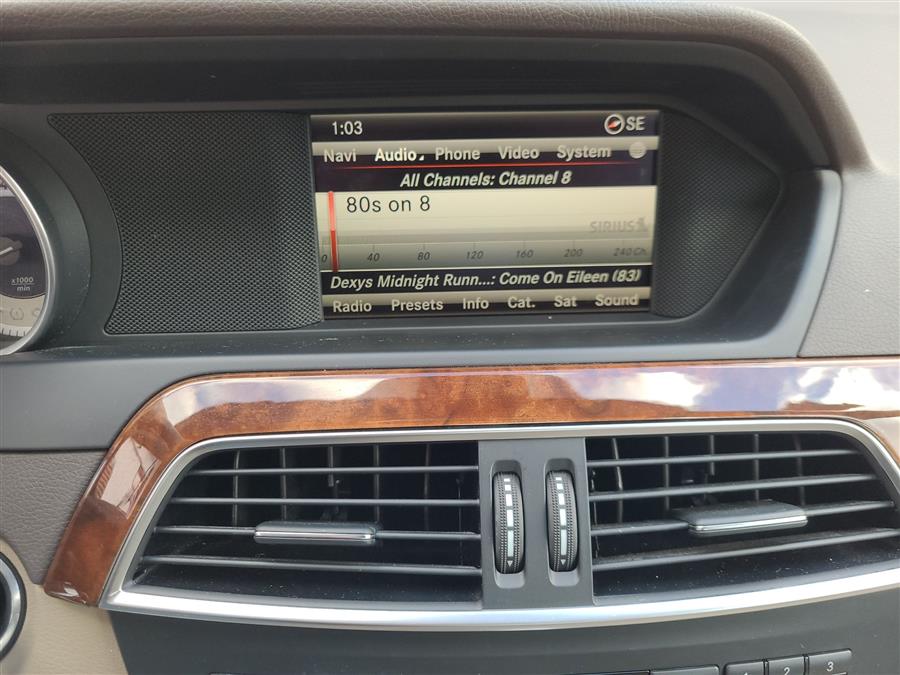 1:03 SE
Navi Audio Phone Video System
All Channels: Channel 8
80s on 8
SIRIUS
0 40 80 120 160 200 240 Ch
Dexys Midnight Runn...: Come On Eileen (83)
Radio Presets Info Cat. Sat Sound
x1000
min
1 2 3